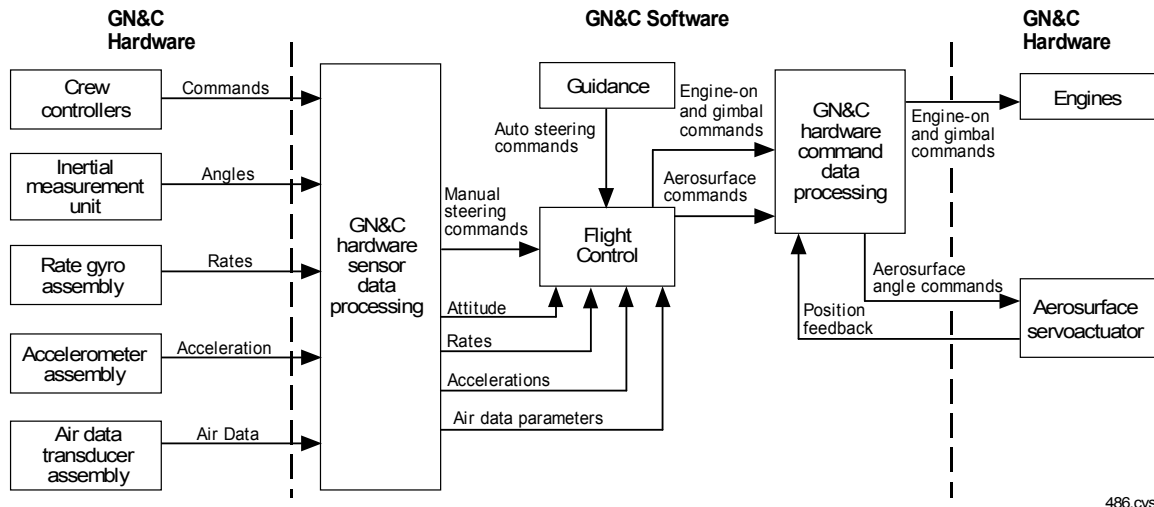 GN&C
Hardware
GN&C Software
GN&C
Hardware
Crew
controllers
Commands
Inertial
measurement
unit
Angles
Rate gyro
assembly
Rates
Accelerometer
assembly
Acceleration
Air data
transducer
assembly
Air Data
GN&C
hardware
sensor
data
processing
Manual
steering
commands
Attitude
Rates
Accelerations
Air data parameters
Guidance
Auto steering
commands
Flight
Control
Engine-on
and gimbal
commands
Aerosurface
commands
GN&C
hardware
command
data
processing
Engine-on
and gimbal
commands
Engines
Aerosurface
angle commands
Position
feedback
Aerosurface
servoactuator
486.cvs